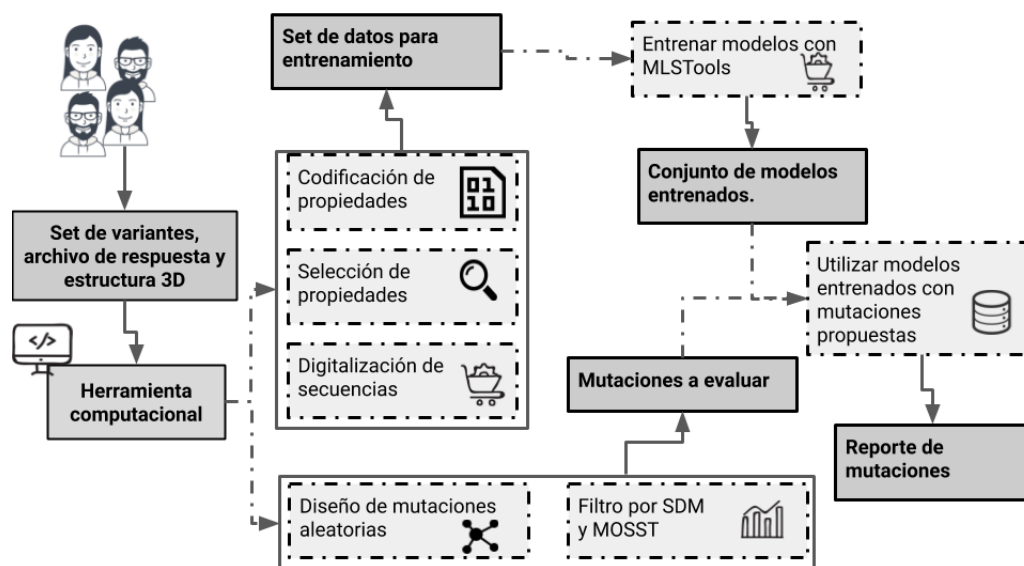 Set de datos para
entrenamiento
Entrenar modelos con
MLSTools
Codificación de
propiedades
01
10
Conjunto de modelos
entrenados.
Set de variantes,
archivo de respuesta y
estructura 3D
Selección de
propiedades
Utilizar modelos
entrenados con
mutaciones
propuestas
</>
Digitalización de
secuencias
Herramienta
computacional
Mutaciones a evaluar
Reporte de
mutaciones
Diseño de mutaciones
aleatorias
Filtro por SDM
y MOSST